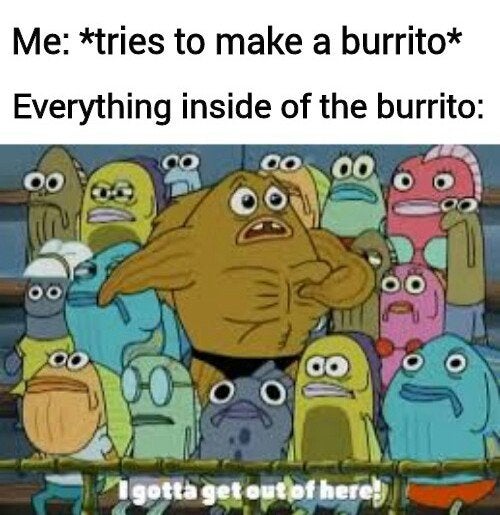 Me: *tries to make a burrito*
Everything inside of the burrito:
I gotta get out of here!